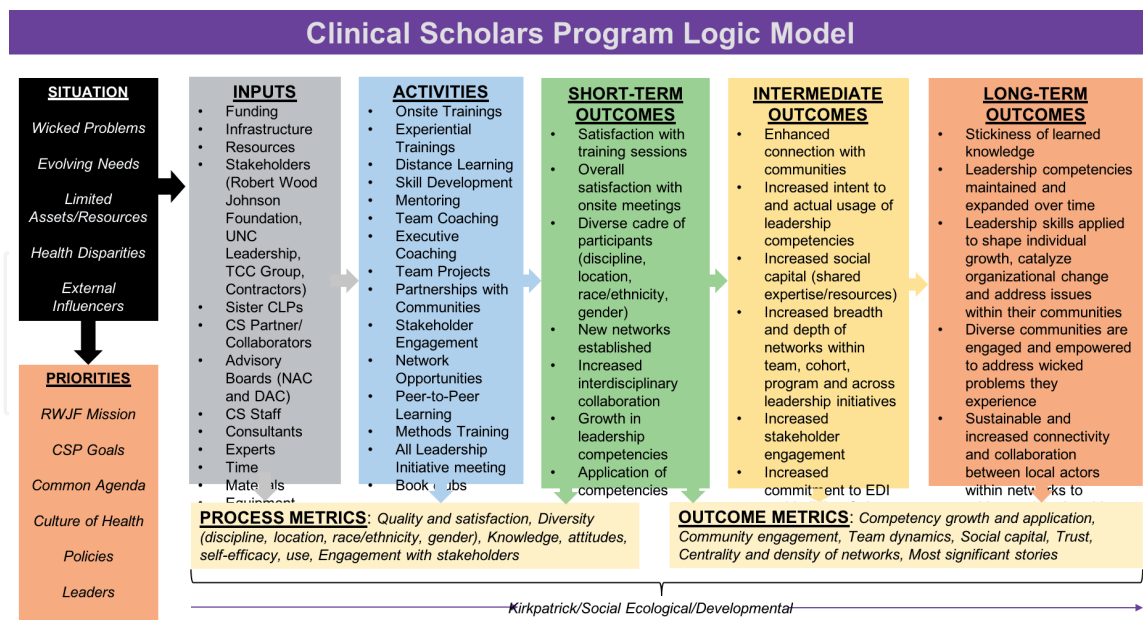 Clinical Scholars Program Logic Model
SITUATION
Wicked Problems
Evolving Needs
Limited
Assets/Resources
Health Disparities
External
Influencers
PRIORITIES
RWJF Mission
CSP Goals
Common Agenda
Culture of Health
Policies
Leaders
INPUTS
• Funding
• Infrastructure
• Resources
• Stakeholders
(Robert Wood
Johnson
Foundation,
UNC
Leadership,
TCC Group,
Contractors)
• Sister CLPs
• CS Partner/
Collaborators
• Advisory
Boards (NAC
and DAC)
• CS Staff
• Consultants
• Experts
• Time
• Materials
• Equipment
ACTIVITIES
• Onsite Trainings
• Experiential
Trainings
• Distance Learning
• Skill Development
• Mentoring
• Team Coaching
• Executive
Coaching
• Team Projects
• Partnerships with
Communities
• Stakeholder
Engagement
• Network
Opportunities
• Peer-to-Peer
Learning
• Methods Training
• All Leadership
Initiative meeting
• Book Clubs
SHORT-TERM
OUTCOMES
• Satisfaction with
training sessions
• Overall
satisfaction with
onsite meetings
• Diverse cadre of
participants
(discipline,
location,
race/ethnicity,
gender)
• New networks
established
• Increased
interdisciplinary
collaboration
• Growth in
leadership
competencies
• Application of
competencies
INTERMEDIATE
OUTCOMES
• Enhanced
connection with
communities
• Increased intent to
and actual usage of
leadership
competencies
• Increased social
capital (shared
expertise/resources)
• Increased breadth
and depth of
networks within
team, cohort,
program and across
leadership initiatives
• Increased
stakeholder
engagement
• Increased
commitment to EDI
LONG-TERM
OUTCOMES
• Stickiness of learned
knowledge
• Leadership competencies
maintained and
expanded over time
• Leadership skills applied
to shape individual
growth, catalyze
organizational change
and address issues
within their communities
• Diverse communities are
engaged and empowered
to address wicked
problems they
experience
• Sustainable and
increased connectivity
and collaboration
between local actors
within networks to
PROCESS METRICS: Quality and satisfaction, Diversity
(discipline, location, race/ethnicity, gender), Knowledge, attitudes,
self-efficacy, use, Engagement with stakeholders
OUTCOME METRICS: Competency growth and application,
Community engagement, Team dynamics, Social capital, Trust,
Centrality and density of networks, Most significant stories
Kirkpatrick/Social Ecological/Developmental